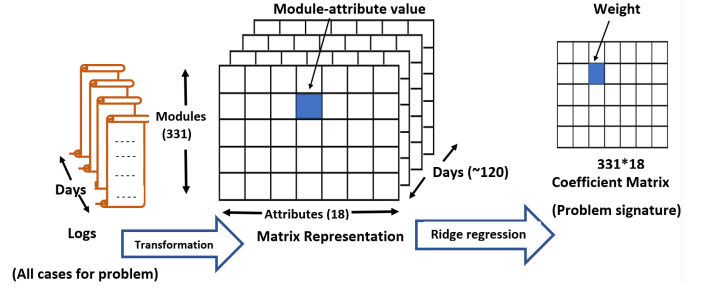 Module-attribute value
Weight
Modules
(331)
Days
Days (~120)
Logs
Attributes (18)
331*18
Coefficient Matrix
(Problem signature)
Transformation
Matrix Representation
Ridge regression
(All cases for problem)